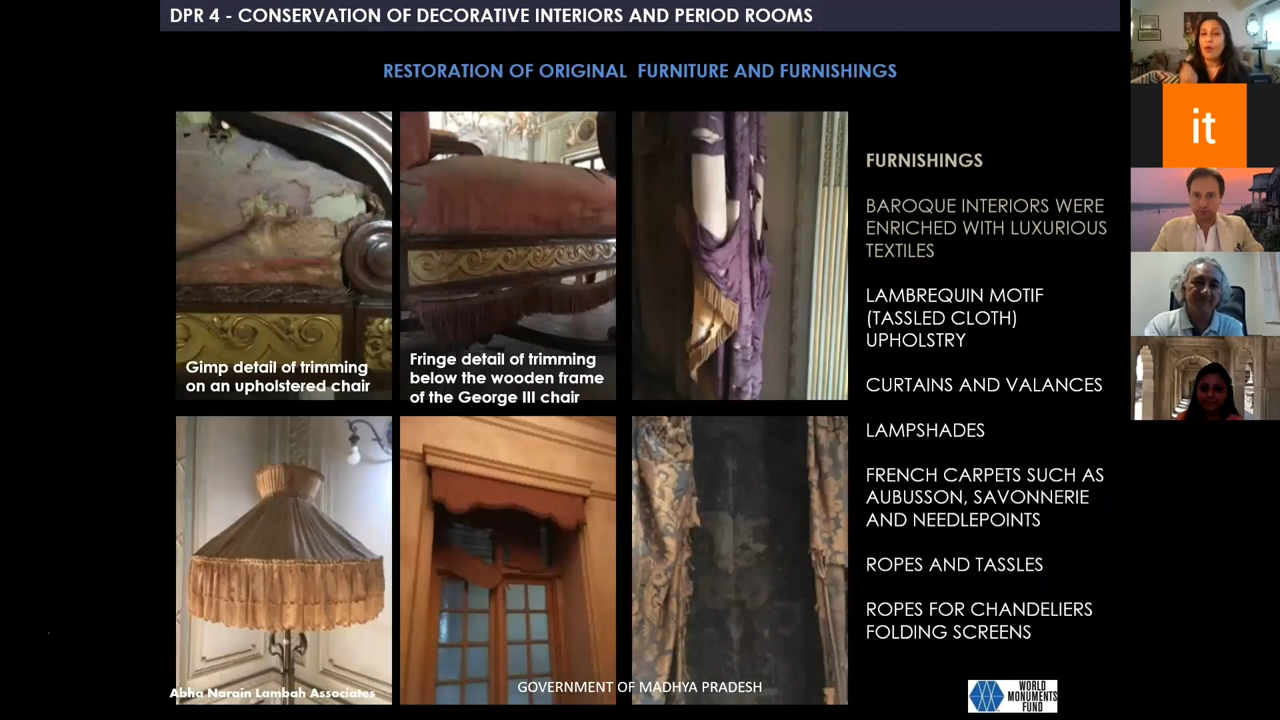 DPR 4 - CONSERVATION OF DECORATIVE INTERIORS AND PERIOD ROOMS
RESTORATION OF ORIGINAL FURNITURE AND FURNISHINGS
Gimp detail of trimming
on an upholstered chair
Fringe detail of trimming
below the wooden frame
of the George III chair
FURNISHINGS
BAROQUE INTERIORS WERE
ENRICHED WITH LUXURIOUS
TEXTILES
LAMBREQUIN MOTIF
(TASSLED CLOTH)
UPHOLSTRY
CURTAINS AND VALANCES
LAMPSHADES
FRENCH CARPETS SUCH AS
AUBUSSON, SAVONNERIE
AND NEEDLEPOINTS
ROPES AND TASSLES
ROPES FOR CHANDELIERS
FOLDING SCREENS
Abha Narain Lambah Associates
GOVERNMENT OF MADHYA PRADESH
WORLD
MONUMENTS
FUND
it